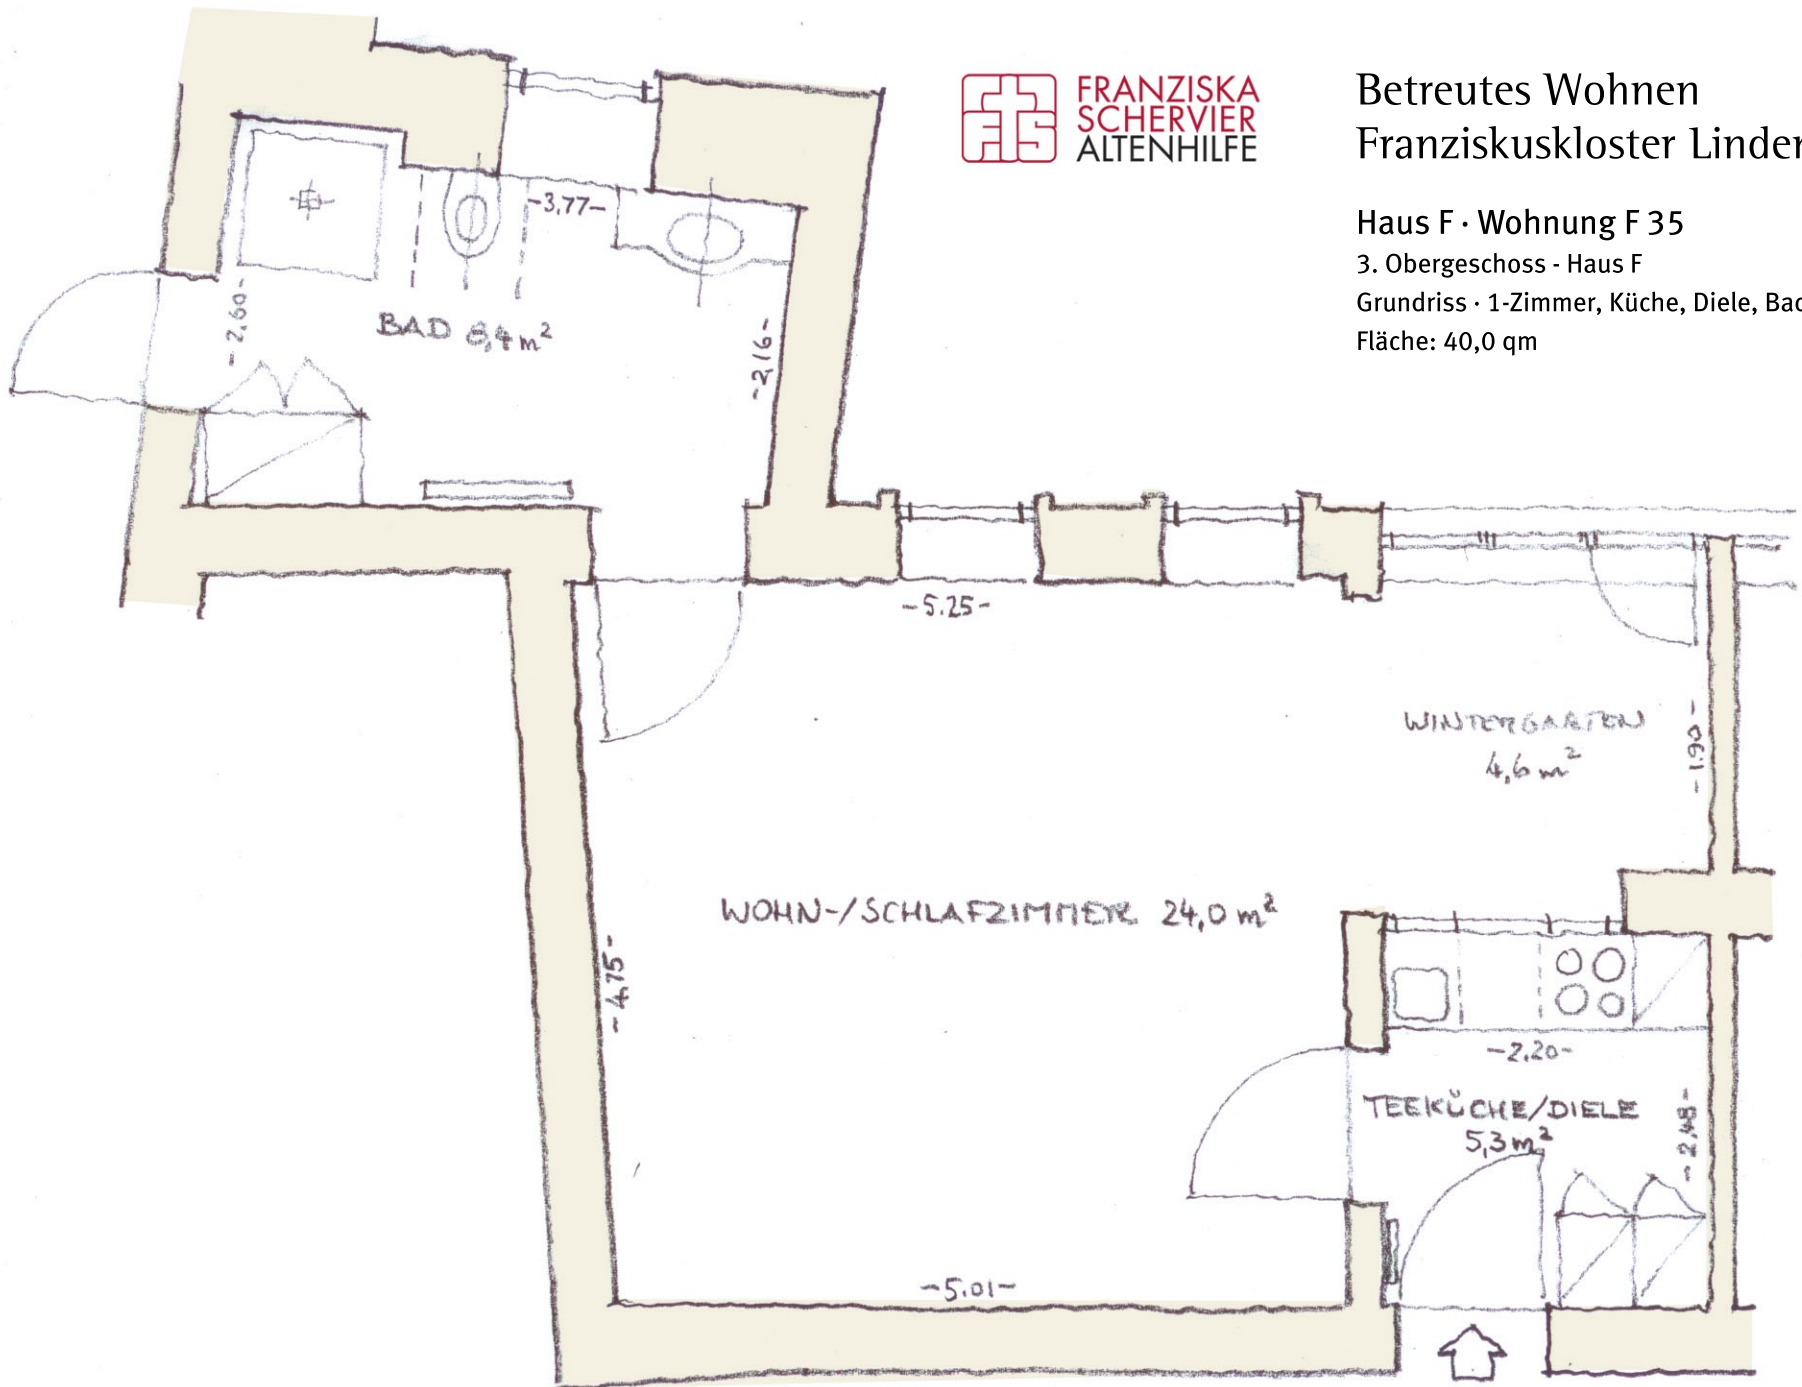 FRANZISKA
SCHERVIER
ALTENHILFE
Betreutes Wohnen
Franziskuskloster Linder
Haus F · Wohnung F 35
3. Obergeschoss - Haus F
Grundriss · 1-Zimmer, Küche, Diele, Bad
Fläche: 40,0 qm
-3,77-
-2.60-
BAD 6,4 m²
-2,16-
-5.25-
WINTERGARTEN
4,6 m²
-1.90-
WOHN-/SCHLAFZIMMER 24,0 m²
-4,75-
-2.20-
TEEKÜCHE/DIELE
5,3 m²
-2,48-
-5.01-